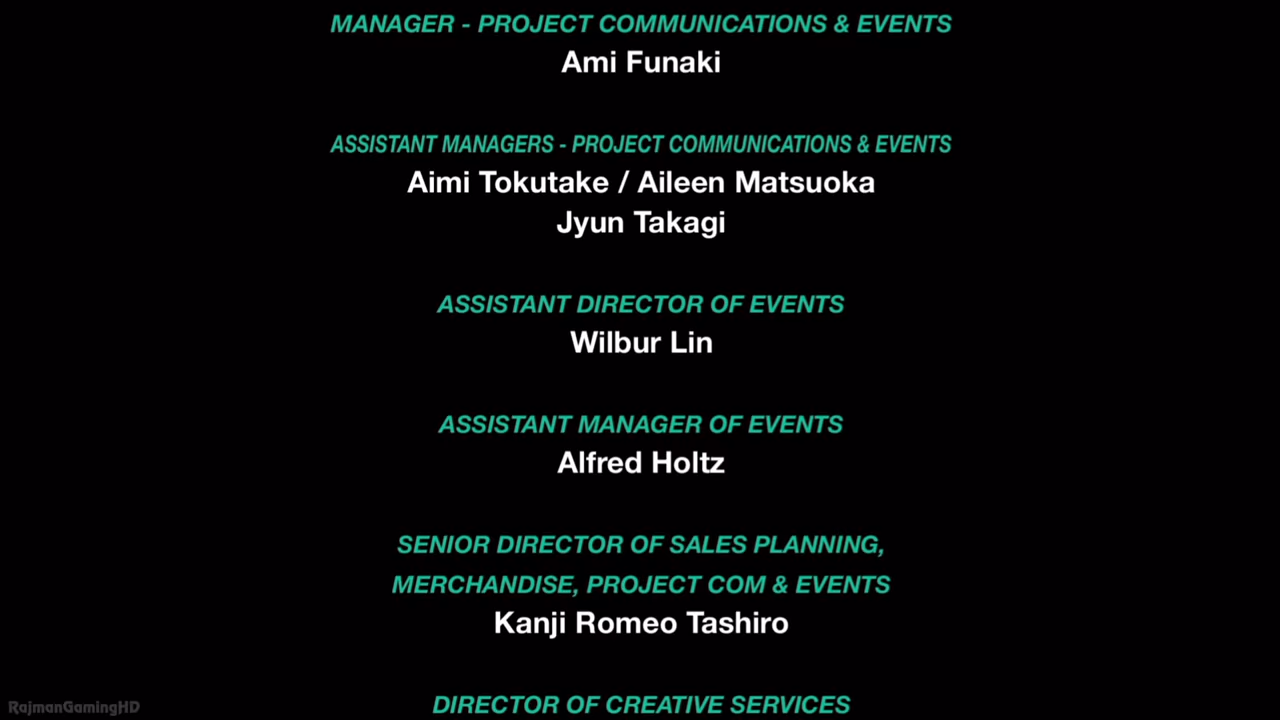 MANAGER - PROJECT COMMUNICATIONS & EVENTS
Ami Funaki
ASSISTANT MANAGERS - PROJECT COMMUNICATIONS & EVENTS
Aimi Tokutake / Aileen Matsuoka
Jyun Takagi
ASSISTANT DIRECTOR OF EVENTS
Wilbur Lin
ASSISTANT MANAGER OF EVENTS
Alfred Holtz
SENIOR DIRECTOR OF SALES PLANNING,
MERCHANDISE, PROJECT COM & EVENTS
Kanji Romeo Tashiro
DIRECTOR OF CREATIVE SERVICES
RajmanGamingHD